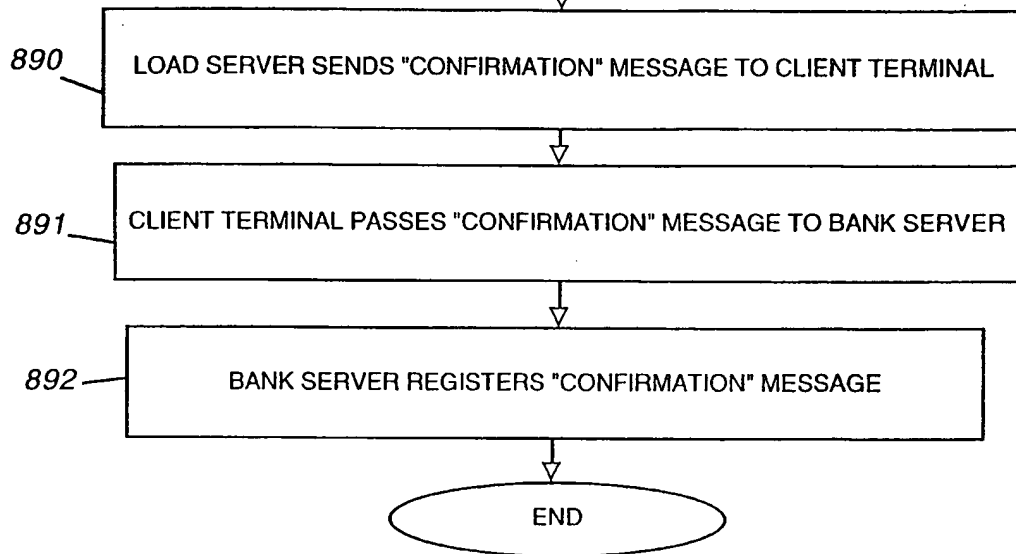 890
LOAD SERVER SENDS "CONFIRMATION" MESSAGE TO CLIENT TERMINAL
891
CLIENT TERMINAL PASSES "CONFIRMATION" MESSAGE TO BANK SERVER
892
BANK SERVER REGISTERS "CONFIRMATION" MESSAGE
END